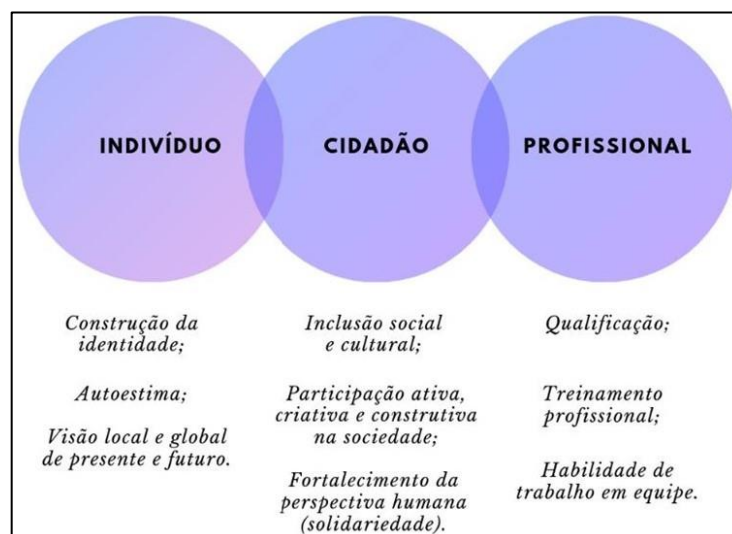 INDIVÍDUO
CIDADÃO
PROFISSIONAL
Construção da
identidade;
Autoestima;
Visão local e global
de presente e futuro.
Inclusão social
e cultural;
Participação ativa,
criativa e construtiva
na sociedade;
Fortalecimento da
perspectiva humana
(solidariedade).
Qualificação;
Treinamento
profissional;
Habilidade de
trabalho em equipe.